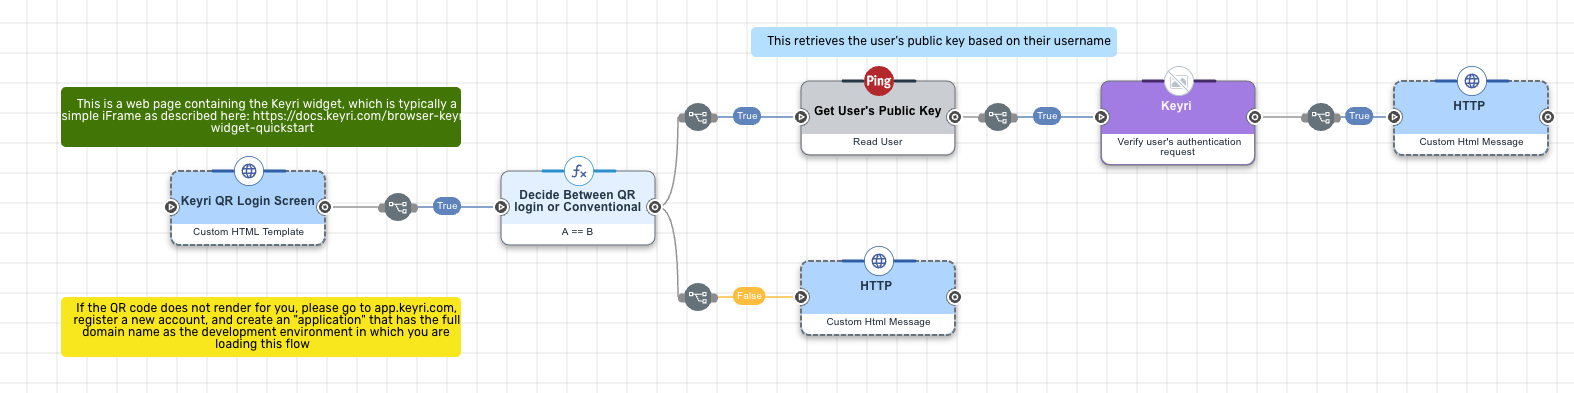 This retrieves the user's public key based on their username
This is a web page containing the Keyri widget, which is typically a
simple iFrame as described here: https://docs.keyri.com/browser-keyri
widget-quickstart
Keyri QR Login Screen
Custom HTML Template
True
Decide Between QR
login or Conventional
A == B
True
Ping
Get User's Public Key
Read User
True
Keyri
Verify user's authentication
request
True
HTTP
Custom Html Message
False
HTTP
Custom Html Message
If the QR code does not render for you, please go to app.keyri.com,
register a new account, and create an "application" that has the full
domain name as the development environment in which you are
loading this flow